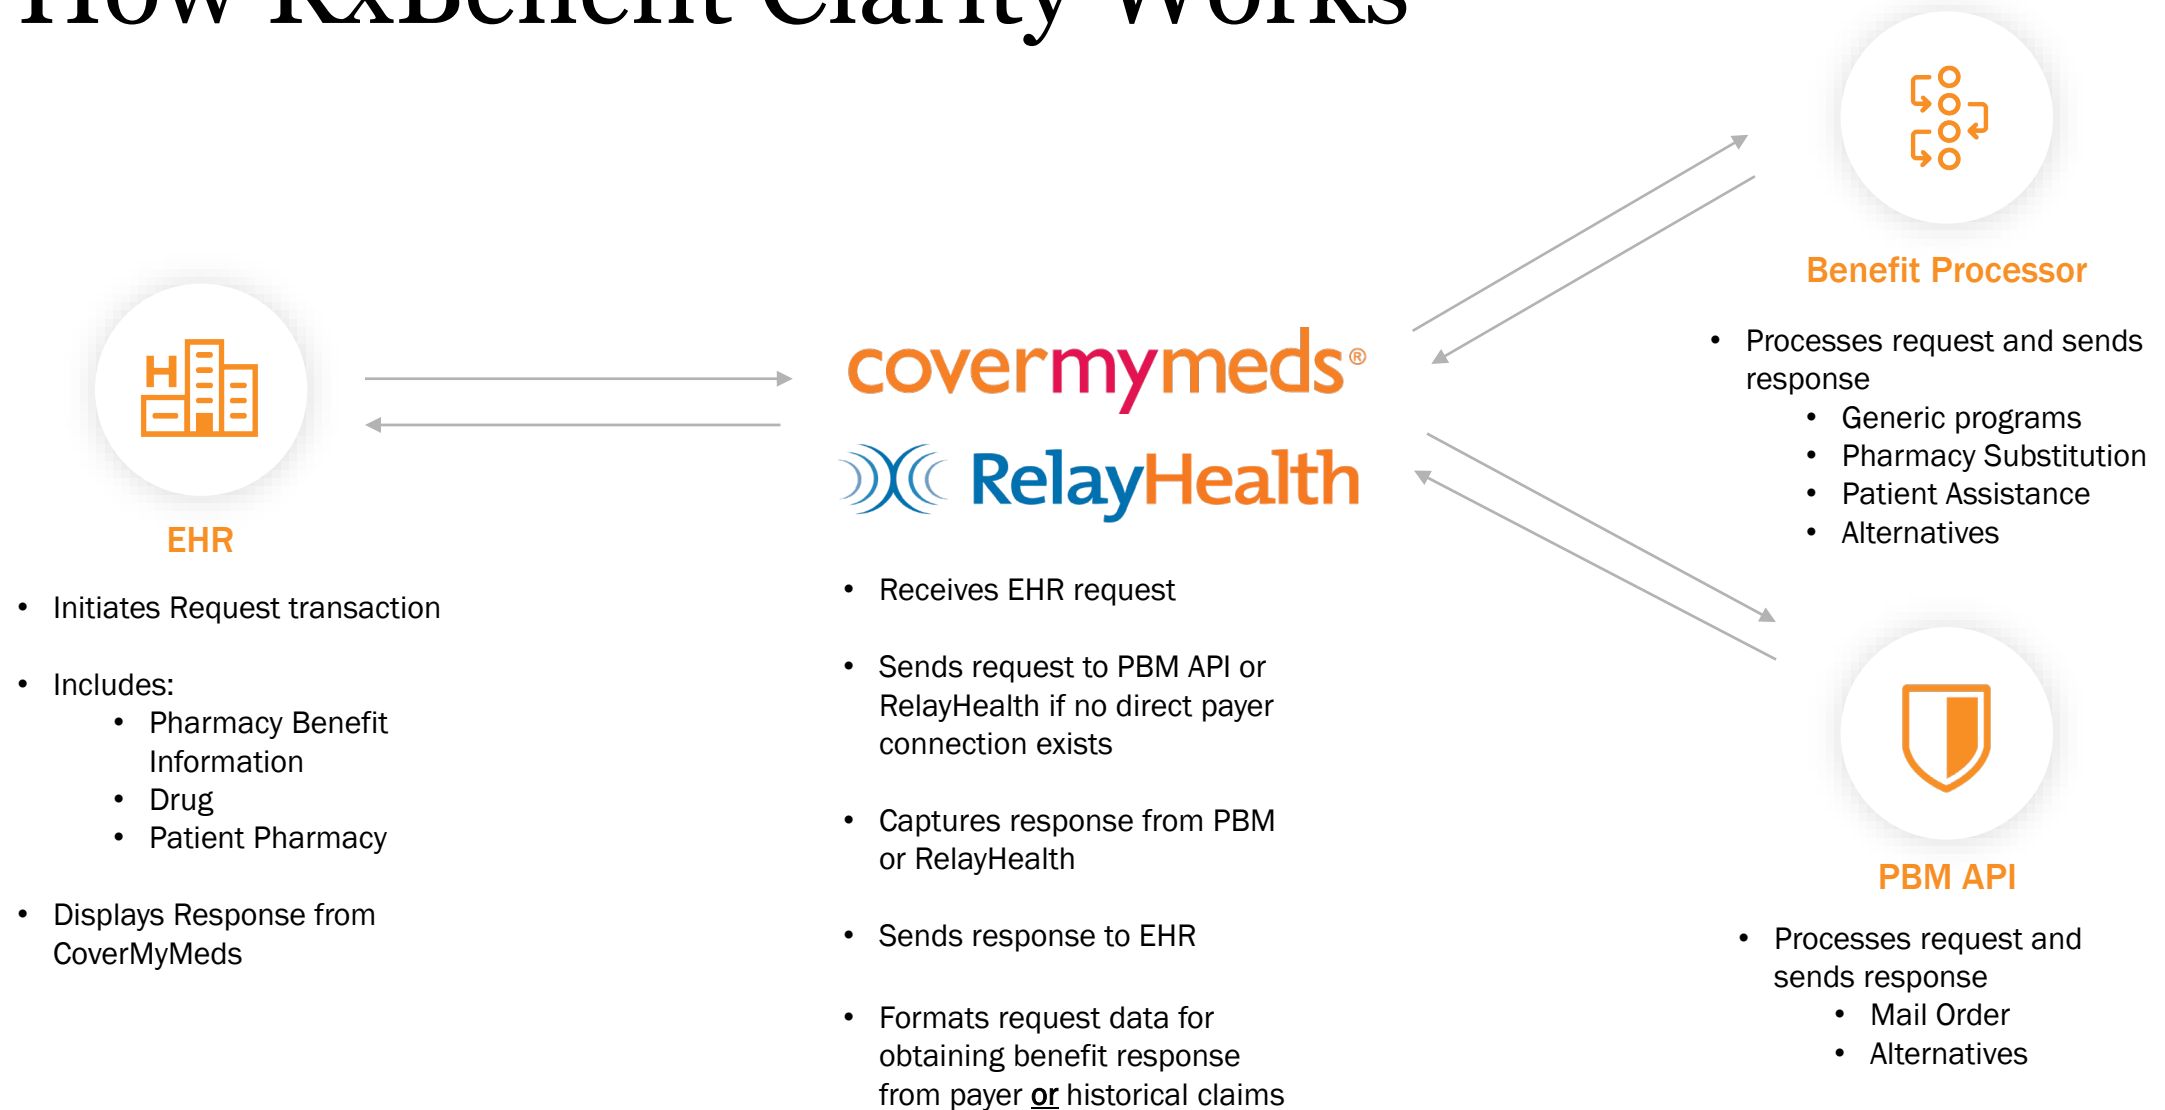 How RxBenefit Clarity Works
Benefit Processor
• Processes request and sends
response
• Generic programs
• Pharmacy Substitution
• Patient Assistance
• Alternatives
H
EHR
• Initiates Request transaction
• Includes:
• Pharmacy Benefit
Information
• Drug
• Patient Pharmacy
• Displays Response from
CoverMyMeds
covermymeds®
RelayHealth
• Receives EHR request
• Sends request to PBM API or
RelayHealth if no direct payer
connection exists
• Captures response from PBM
or RelayHealth
• Sends response to EHR
• Formats request data for
obtaining benefit response
from payer or historical claims
PBM API
• Processes request and
sends response
• Mail Order
• Alternatives